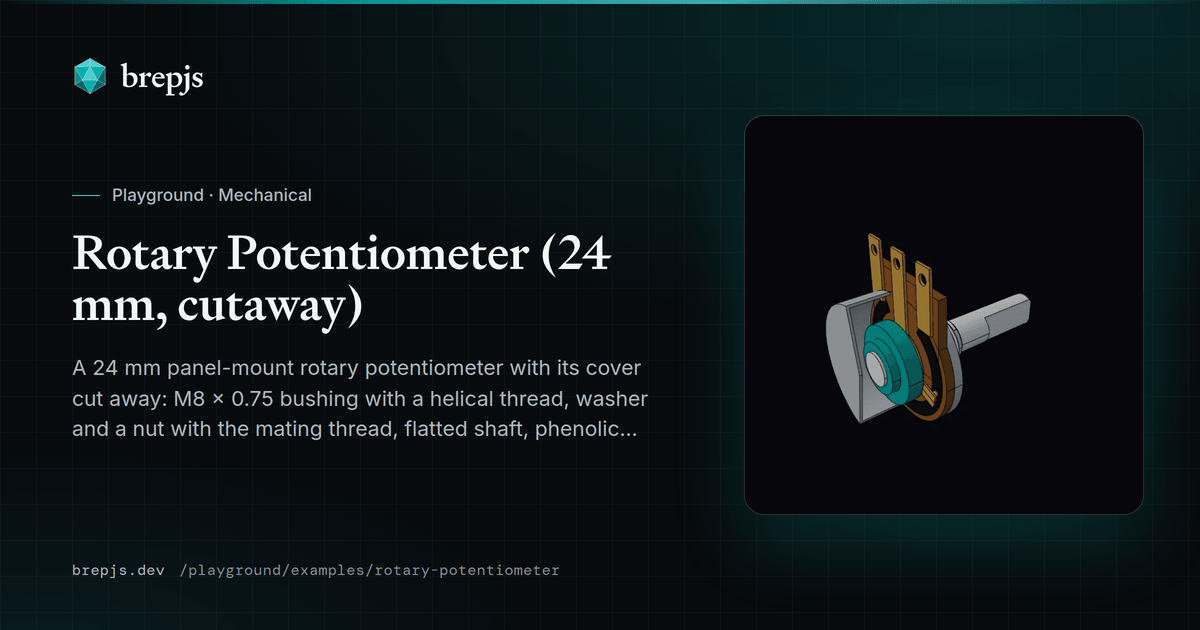 brepjs
Playground · Mechanical
Rotary Potentiometer (24
mm, cutaway)
A 24 mm panel-mount rotary potentiometer with its cover
cut away: M8 × 0.75 bushing with a helical thread, washer
and a nut with the mating thread, flatted shaft, phenolic…
brepjs.dev /playground/examples/rotary-potentiometer